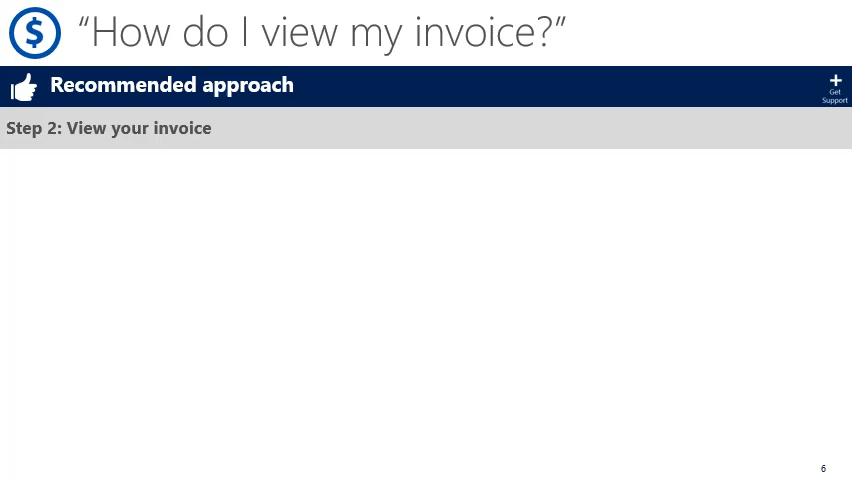 $ “How do I view my invoice?”
Recommended approach
+
Get
Support
Step 2: View your invoice
6